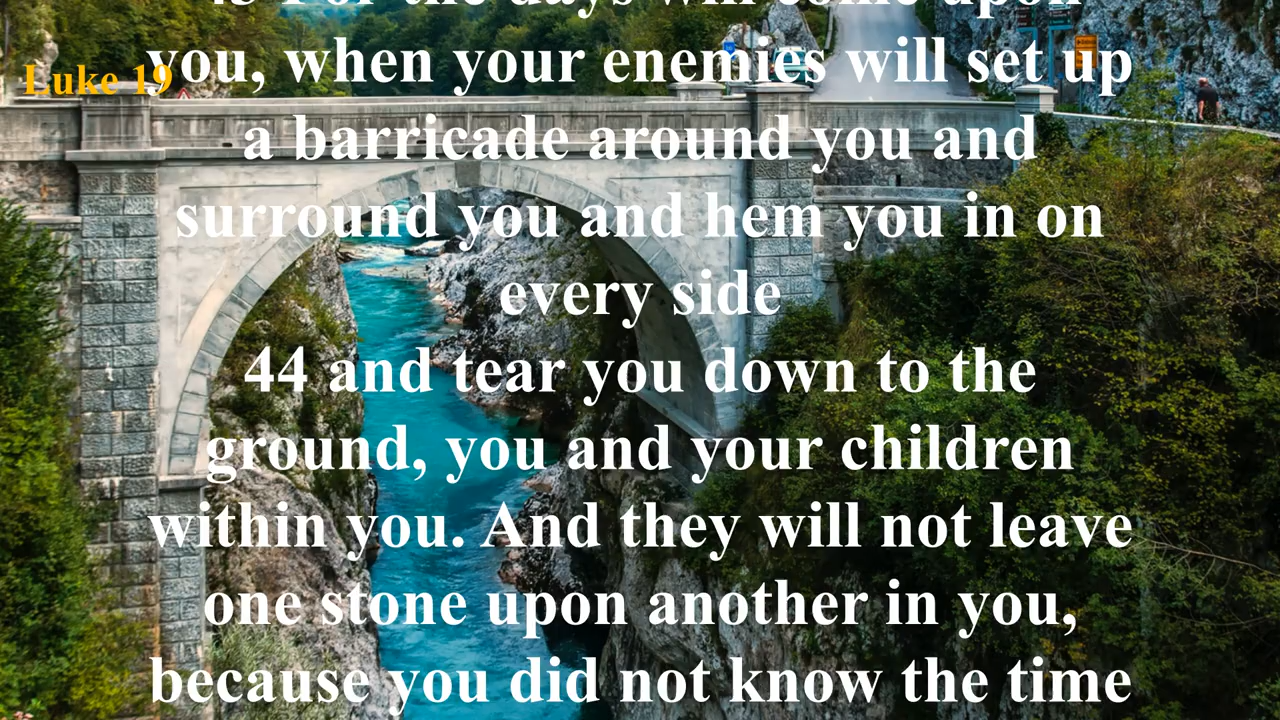 43 For the days will come upon
you, when your enemies will set up
Luke 19
a barricade around you and
surround you and hem you in on
every side
44 and tear you down to the
ground, you and your children
within you. And they will not leave
one stone upon another in you,
because you did not know the time